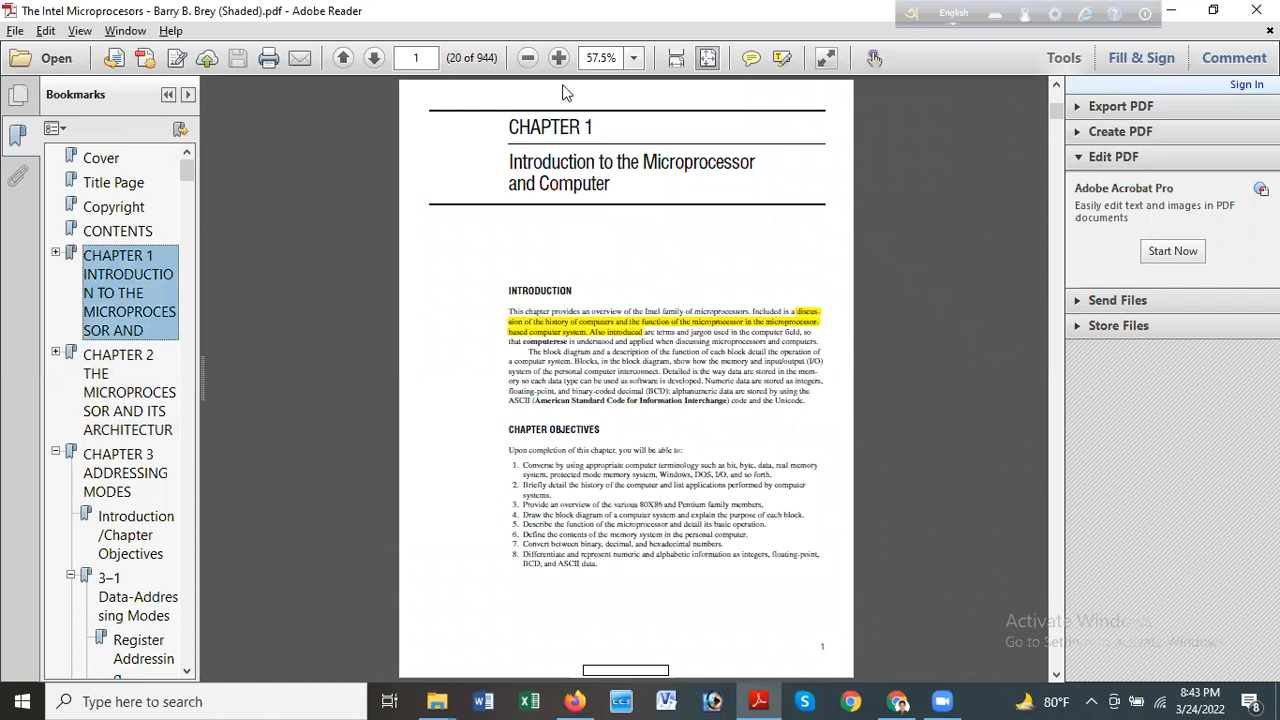 The Intel Microprocesors - Barry B. Brey (Shaded).pdf - Adobe Reader
English
File Edit View Window Help
Open
1
(20 of 944)
57.5%
Tools
Fill & Sign
Comment
Bookmarks
Cover
Title Page
Copyright
CONTENTS
CHAPTER 1
INTRODUCTIO
N TO THE
MICROPROCES
SOR AND
CHAPTER 2
THE
MICROPROCES
SOR AND ITS
ARCHITECTUR
CHAPTER 3
ADDRESSING
MODES
Introduction
/Chapter
Objectives
3–1
Data-Addres
sing Modes
Register
Addressin
g
CHAPTER 1
Introduction to the Microprocessor
and Computer
INTRODUCTION
This chapter provides an overview of the Intel family of microprocessors. Included is a discus-
sion of the history of computers and the function of the microprocessor in the microprocessor-
based computer system. Also introduced are terms and jargon used in the computer field, so
that computerese is understood and applied when discussing microprocessors and computers.
The block diagram and a description of the function of each block detail the operation of
a computer system. Blocks, in the block diagram, show how the memory and input/output (I/O)
system of the personal computer interconnect. Detailed is the way data are stored in the mem-
ory so each data type can be used as software is developed. Numeric data are stored as integers,
floating-point, and binary-coded decimal (BCD); alphanumeric data are stored by using the
ASCII (American Standard Code for Information Interchange) code and the Unicode.
CHAPTER OBJECTIVES
Upon completion of this chapter, you will be able to:
1. Converse by using appropriate computer terminology such as bit, byte, data, real memory
system, protected mode memory system, Windows, DOS, I/O, and so forth.
2. Briefly detail the history of the computer and list applications performed by computer
systems.
3. Provide an overview of the various 80X86 and Pentium family members.
4. Draw the block diagram of a computer system and explain the purpose of each block.
5. Describe the function of the microprocessor and detail its basic operation.
6. Define the contents of the memory system in the personal computer.
7. Convert between binary, decimal, and hexadecimal numbers.
8. Differentiate and represent numeric and alphabetic information as integers, floating-point,
BCD, and ASCII data.
1
Sign In
Export PDF
Create PDF
Edit PDF
Adobe Acrobat Pro
Easily edit text and images in PDF
documents
Start Now
Send Files
Store Files
Activate Windows
Go to Settings to activate Windows.
Type here to search
80°F
8:43 PM
3/24/2022
8